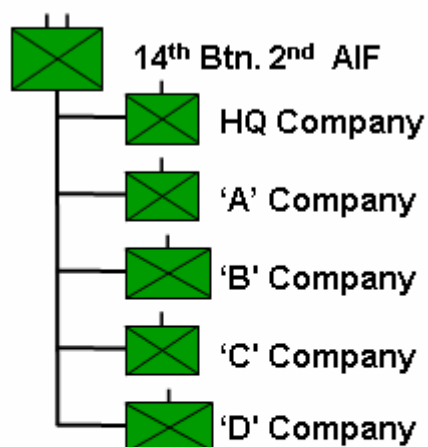 14th Btn. 2nd AIF
HQ Company
‘A’ Company
‘B' Company
‘C’ Company
‘D' Company